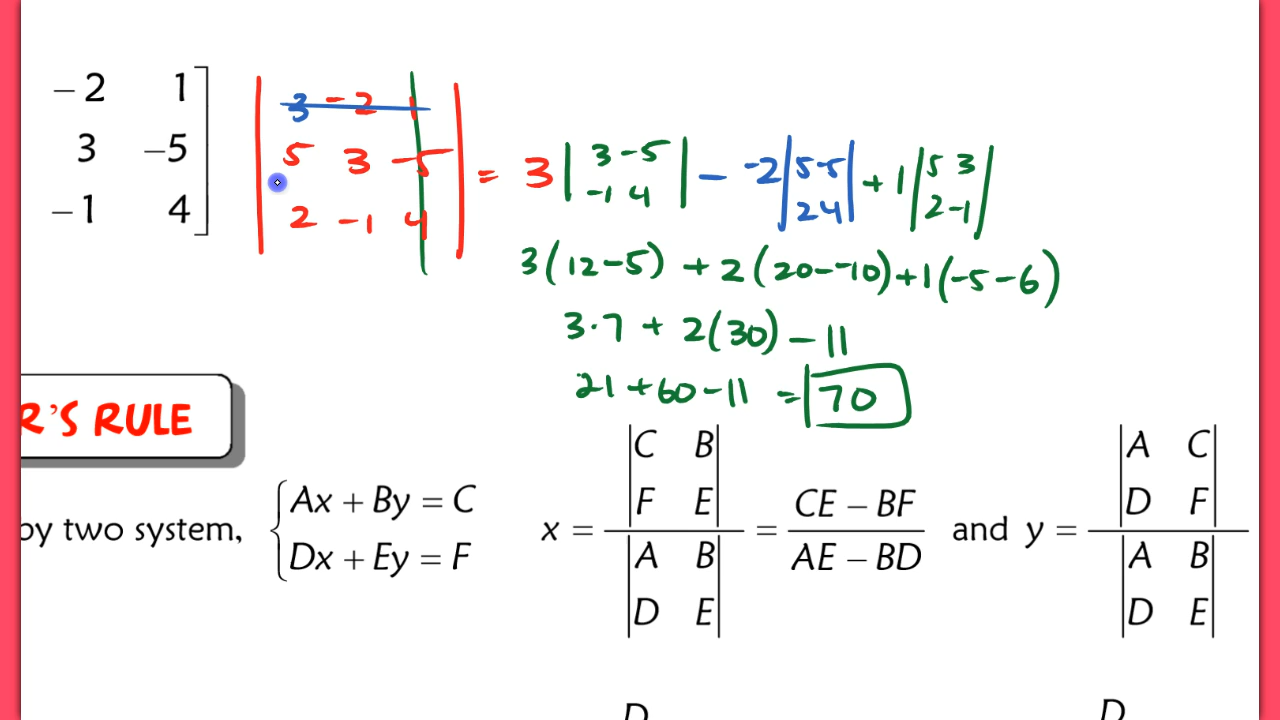 -2 1
3 -5
-1 4
3 -2 1
5 3 -5
2 -1 4
= 3 | 3 -5 | - -2 | 5 -5 | + 1 | 5 3 |
-1 4
2 4
2 -1
3(12-5) + 2(20--10)+1(-5-6)
3·7 + 2(30) - 11
21 +60 -11 = 70
R'S RULE
by two system,
Ax + By = C
Dx + Ey = F
x = |C B| = CE - BF and y = |A C|
|F E| AE - BD |D F|
|A B| |A B|
|D E| |D E|
D D